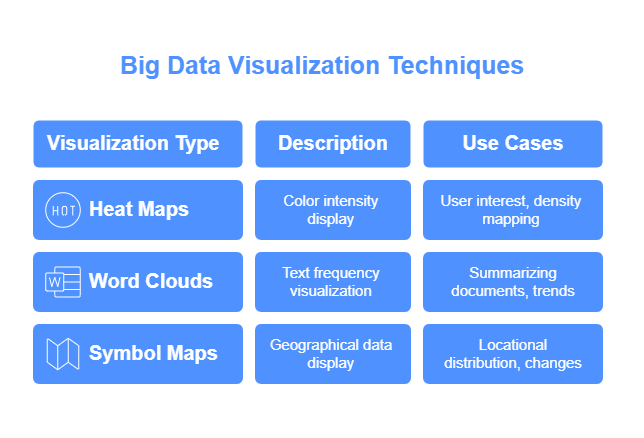 Big Data Visualization Techniques
Visualization Type
Description
Use Cases
HOT
Heat Maps
Color intensity
display
User interest, density
mapping
W
Word Clouds
Text frequency
visualization
Summarizing
documents, trends
Symbol Maps
Geographical data
display
Locational
distribution, changes